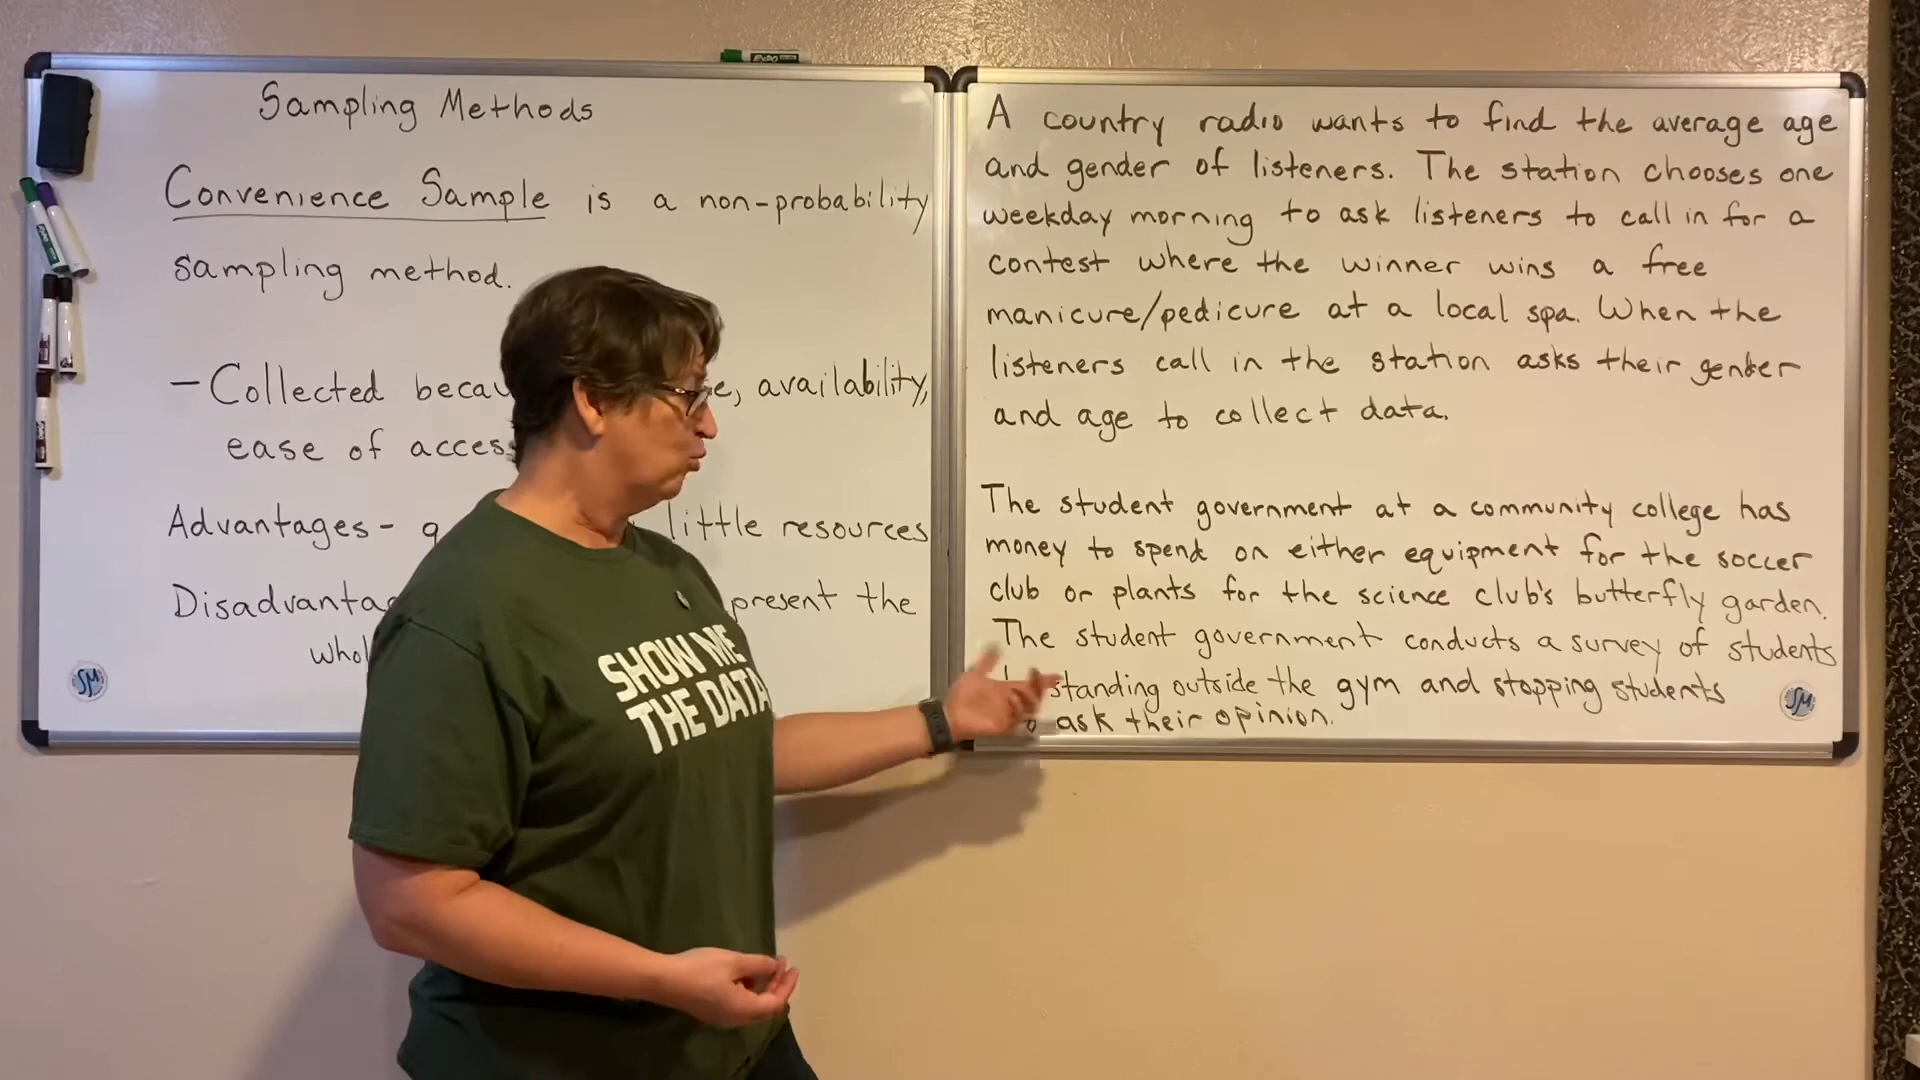 EXPO
Sampling Methods
Convenience Sample is a non-probability
sampling method.
- Collected availability,
ease of access
Advantages - little resources
the
A country radio wants to find the average age
and gender of listeners. The station chooses one
weekday morning to ask listeners to call in for a
contest where the winner wins a free
manicure/pedicure at a local spa. When the
listeners call in the station asks their gender
and age to collect data.
The student government at a community college has
money to spend on either equipment for the soccer
club or plants for the science club's butterfly garden.
The student government conducts a survey of students
standing outside the gym and stopping students
ask their opinion.
SHOW ME
THE DATA
SM
SM